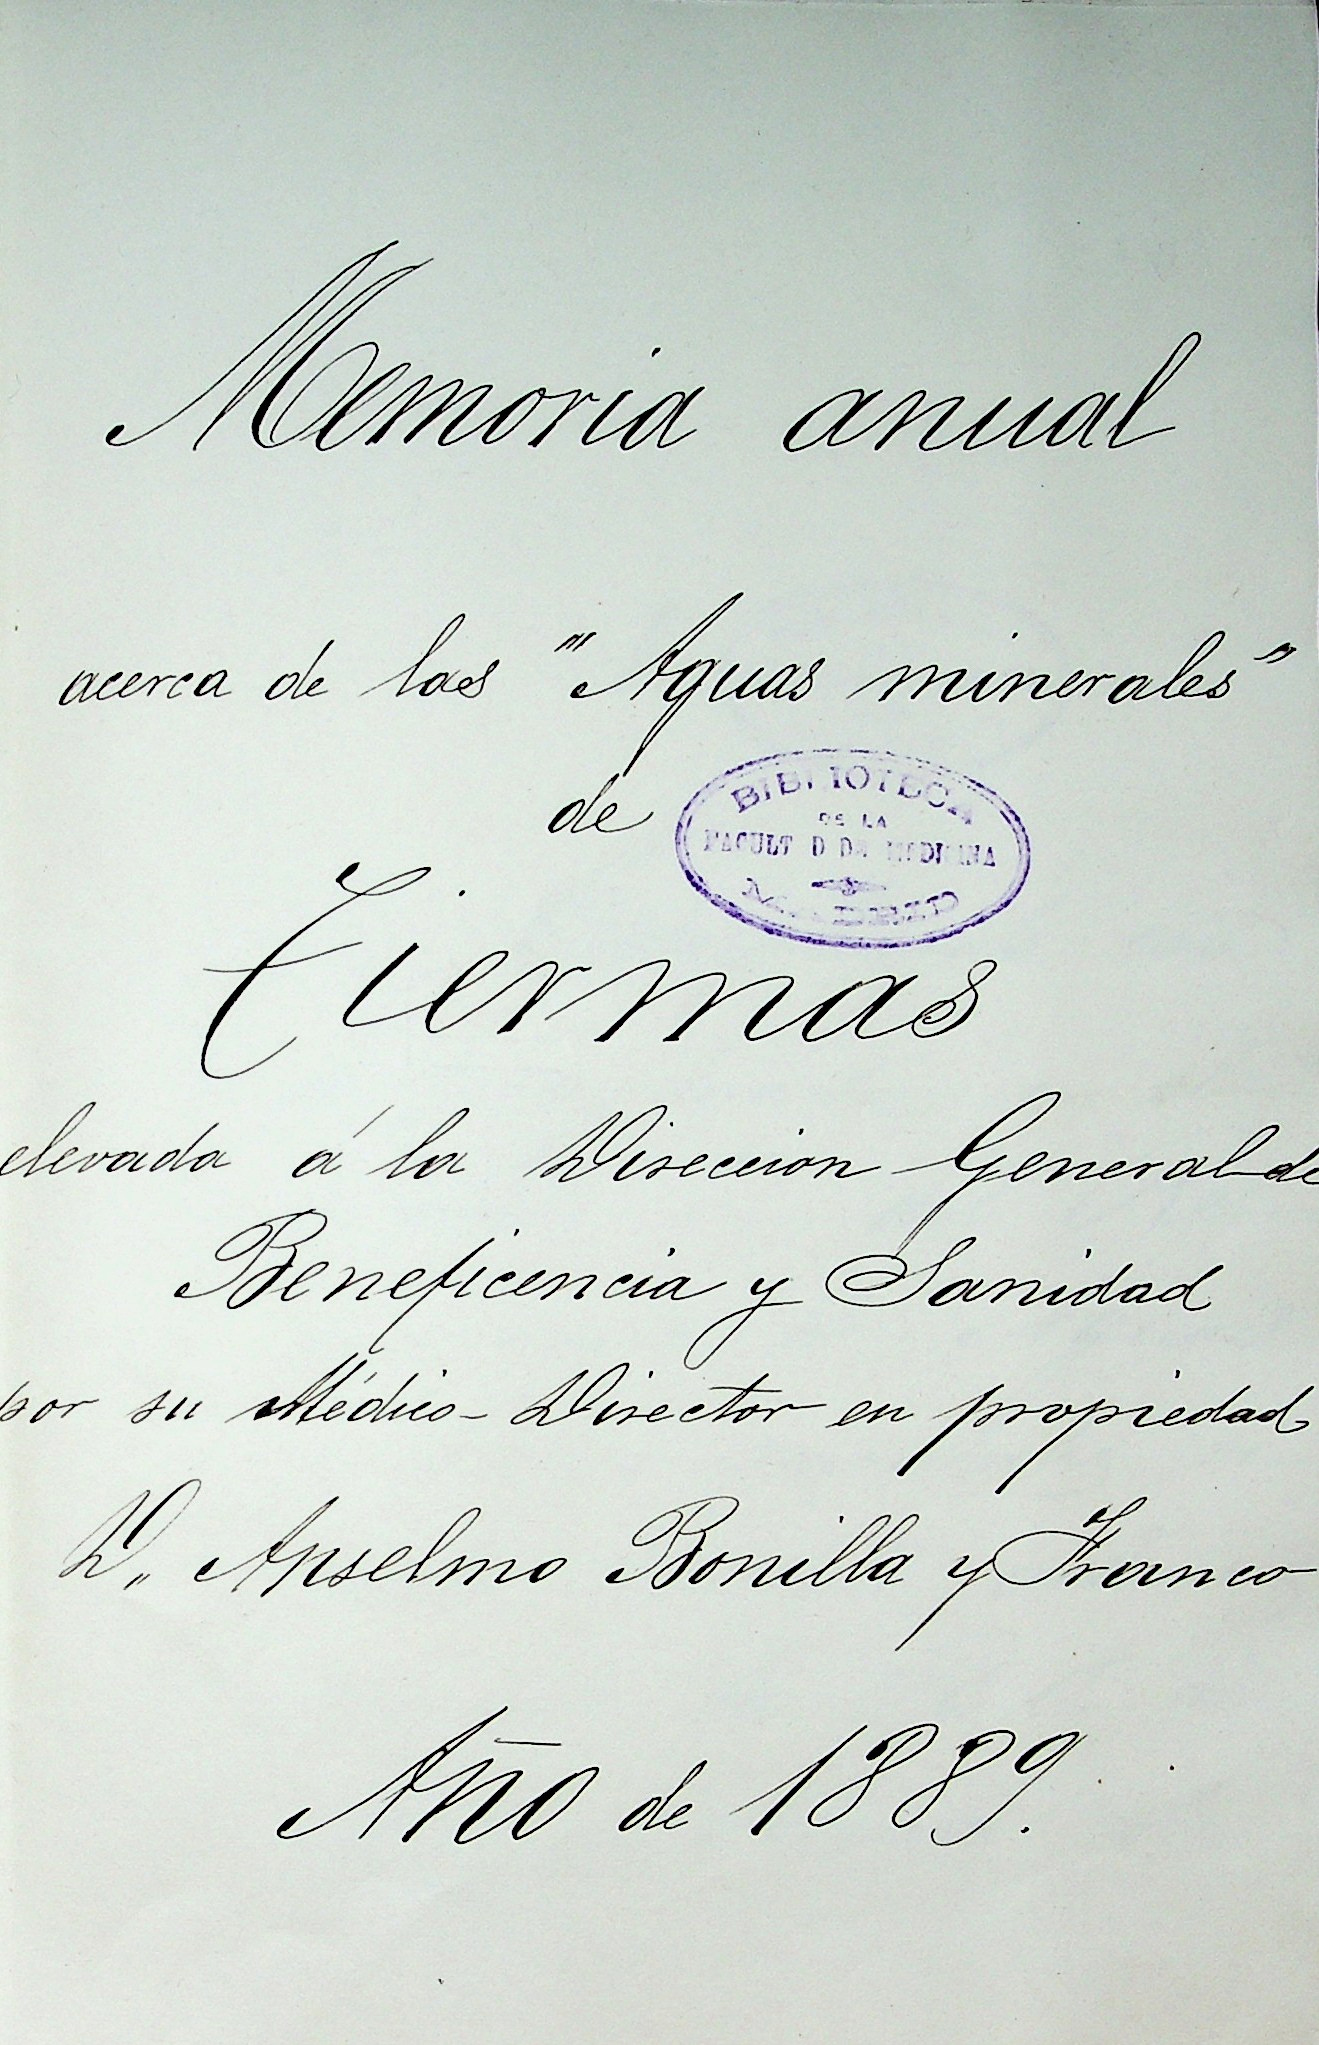 Memoria anual
acerca de las "Aguas minerales"
de
BIBLIOTECA
DE LA
FACULTAD DE MEDICINA
Tiermas
elevada á la Direccion General de
Beneficencia y Sanidad
por su Médico-Director en propiedad
D,, Anselmo Bonilla y Franco
Año de 1889.